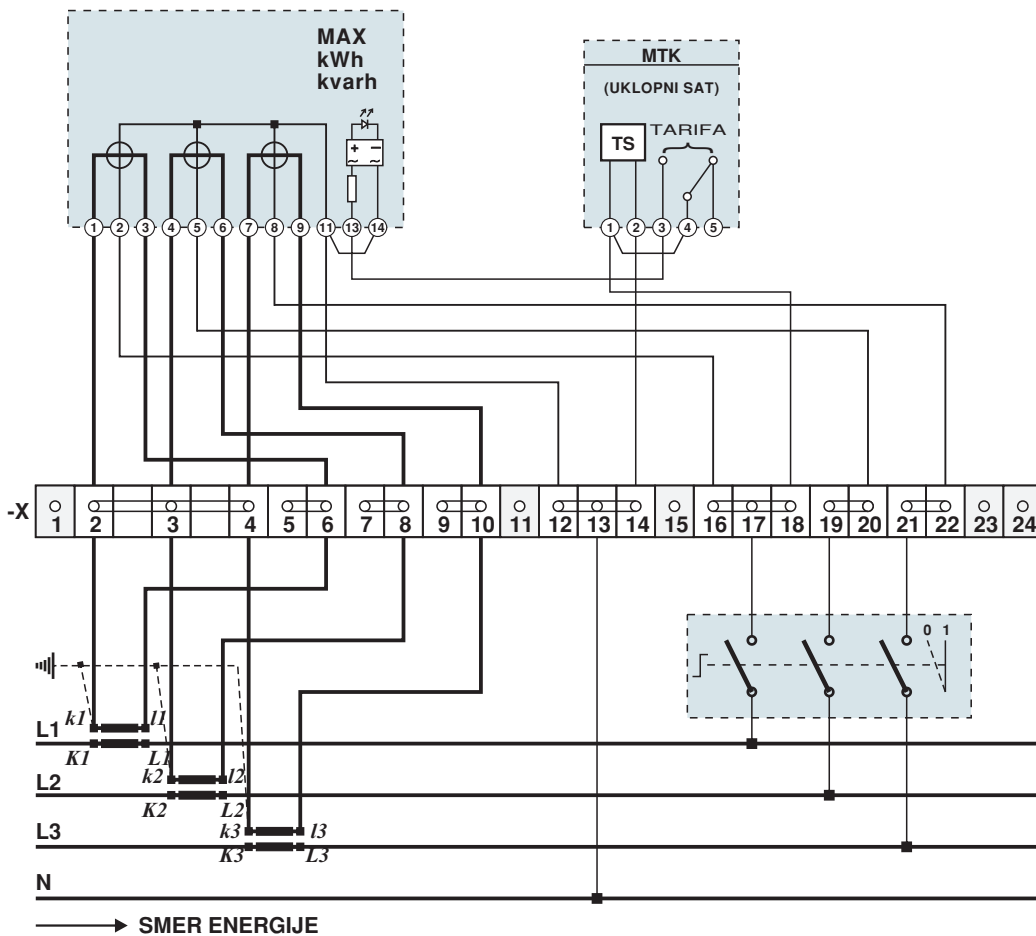 MAX
kWh
kvarh
MTK
(UKLOPNI SAT)
TS TARIFA
+ −
~ ~
1 2 3 4 5 6 7 8 9 11 13 14
1 2 3 4 5
-X
1 2 3 4 5 6 7 8 9 10 11 12 13 14 15 16 17 18 19 20 21 22 23 24
0 1
k1 l1
L1
K1 L1
k2 l2
L2
K2 L2
k3 l3
L3
K3 L3
N
SMER ENERGIJE